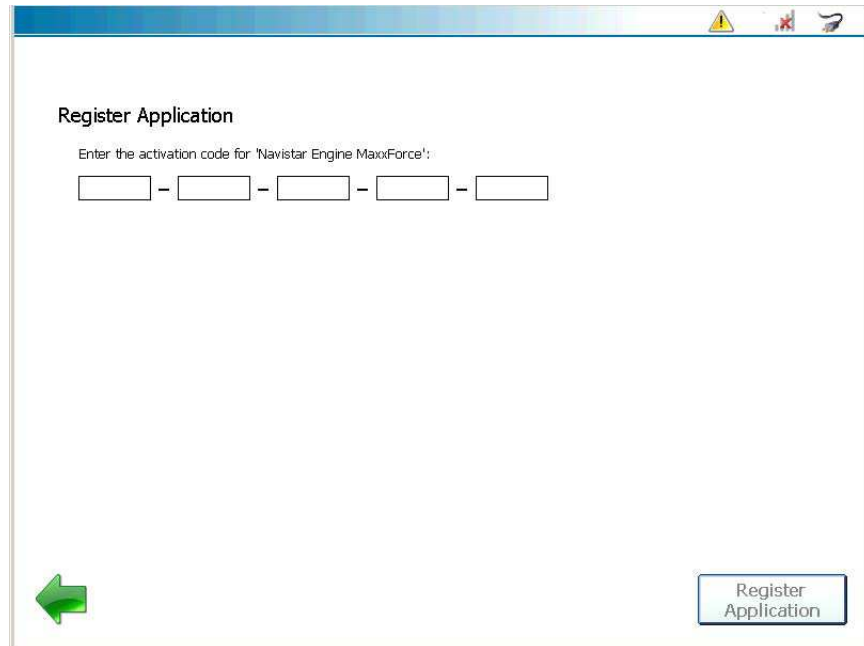 Register Application
Enter the activation code for 'Navistar Engine MaxxForce':
– – – –
Register
Application